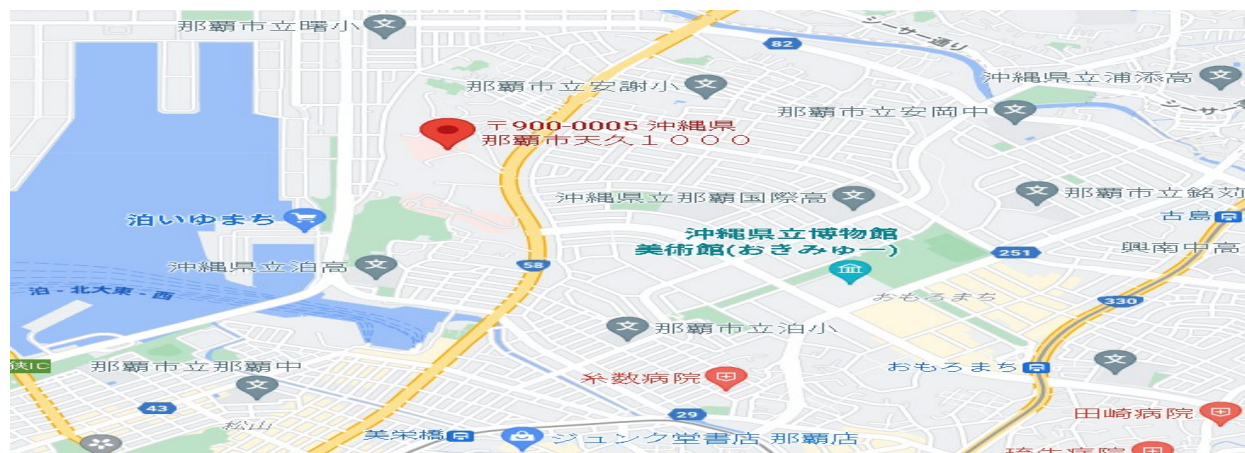 那覇市立曙小
シーサー通り
82
沖縄県立浦添高
那覇市立安謝小
那覇市立安岡中
〒900-0005 沖縄県
那覇市天久1000
沖縄県立那覇国際高
那覇市立銘苅
泊いゆまち
古島
沖縄県立博物館
美術館(おきみゅー)
興南中高
251
沖縄県立泊高
58
泊・北大東・西
おもろまち
330
那覇市立泊小
那覇市立那覇中
おもろまち
糸数病院
43
29
田崎病院
松山
美栄橋
ジュンク堂書店 那覇店